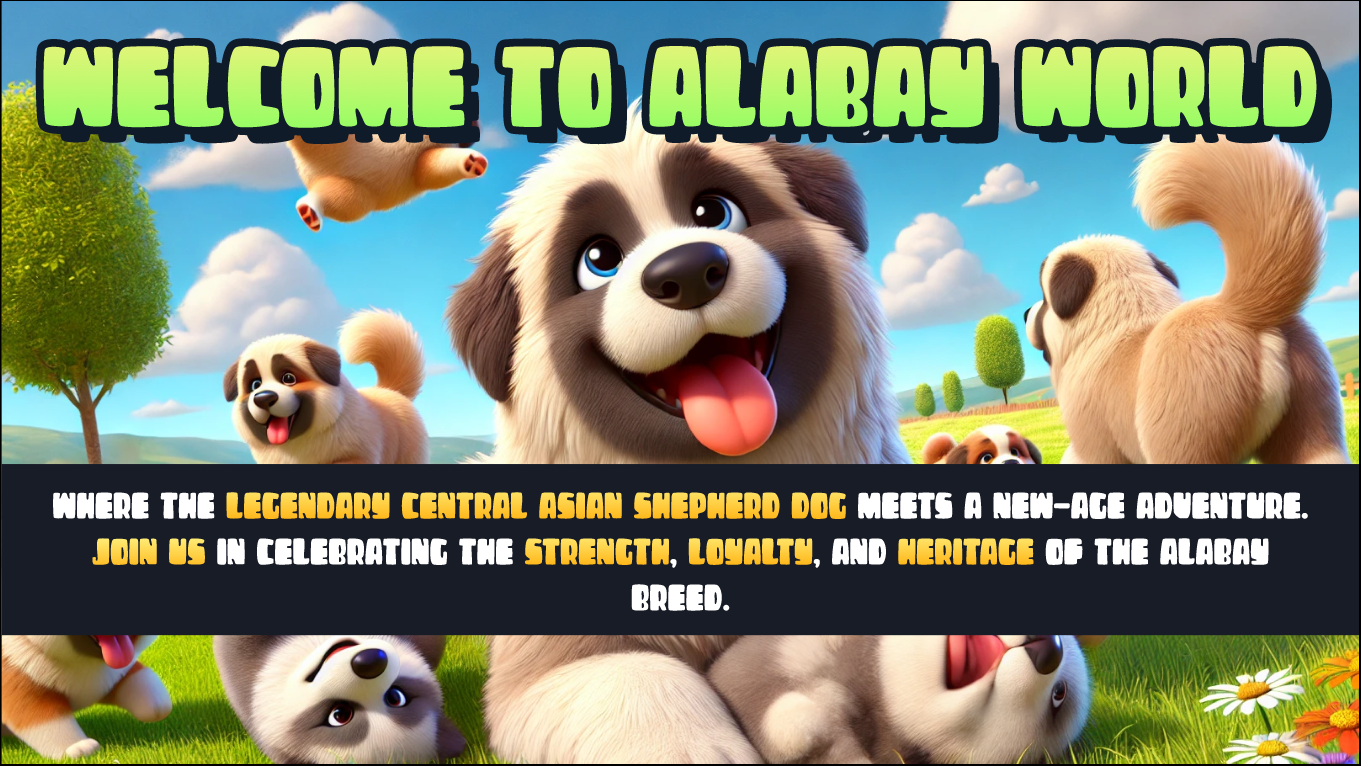 WELCOME TO ALABAY WORLD
WHERE THE LEGENDARY CENTRAL ASIAN SHEPHERD DOG MEETS A NEW-AGE ADVENTURE.
JOIN US IN CELEBRATING THE STRENGTH, LOYALTY, AND HERITAGE OF THE ALABAY
BREED.